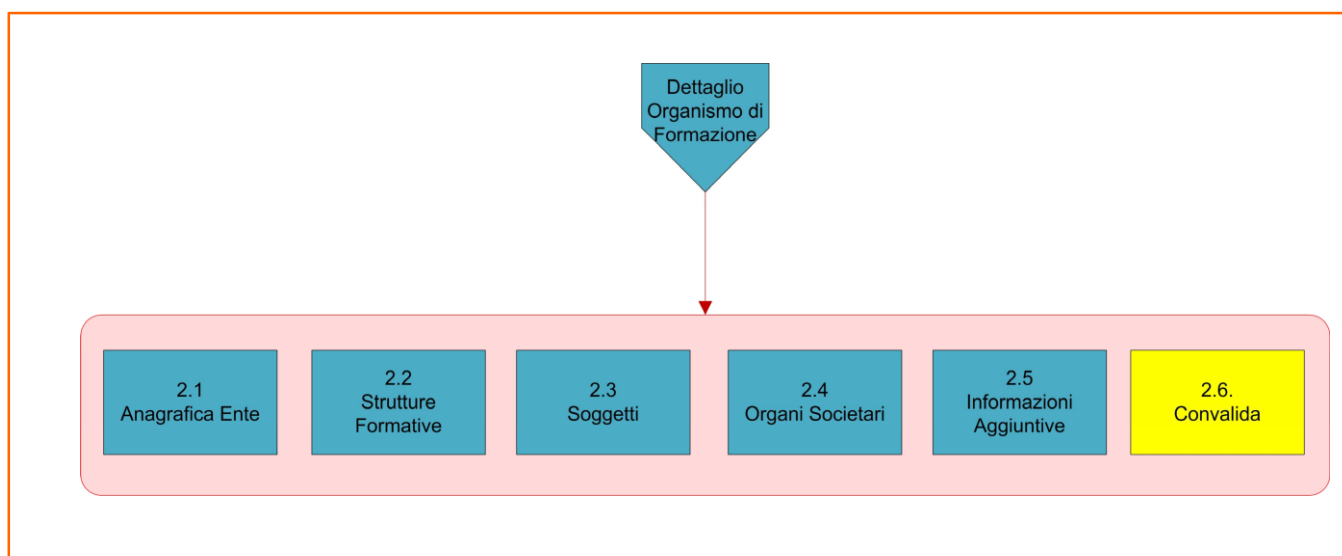 Dettaglio
Organismo di
Formazione
2.1
Anagrafica Ente
2.2
Strutture
Formative
2.3
Soggetti
2.4
Organi Societari
2.5
Informazioni
Aggiuntive
2.6.
Convalida